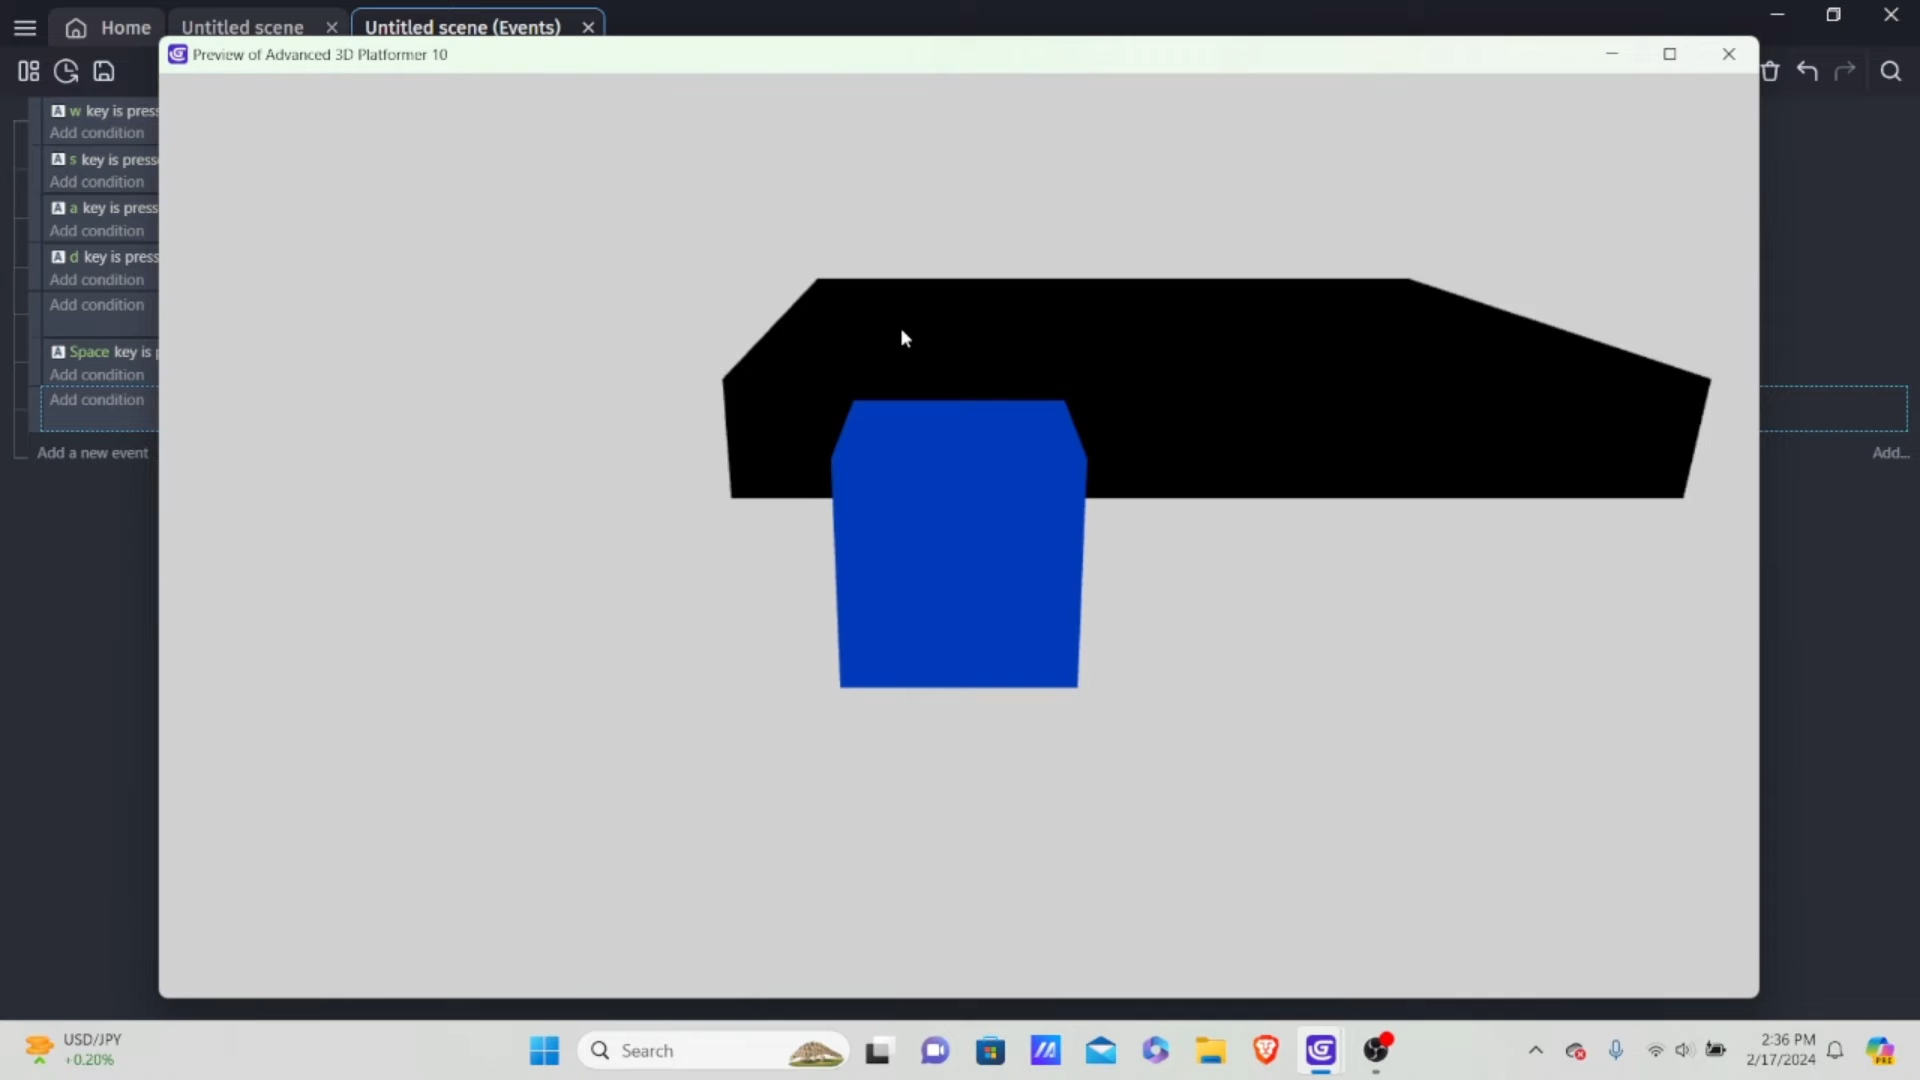 Home
Untitled scene
Untitled scene (Events)
Preview of Advanced 3D Platformer 10
w key is press
Add condition
s key is press
Add condition
a key is press
Add condition
d key is press
Add condition
Add condition
Space key is p
Add condition
Add condition
Add a new event
Add...
USD/JPY
+0.20%
Search
2:36 PM
2/17/2024
PRE